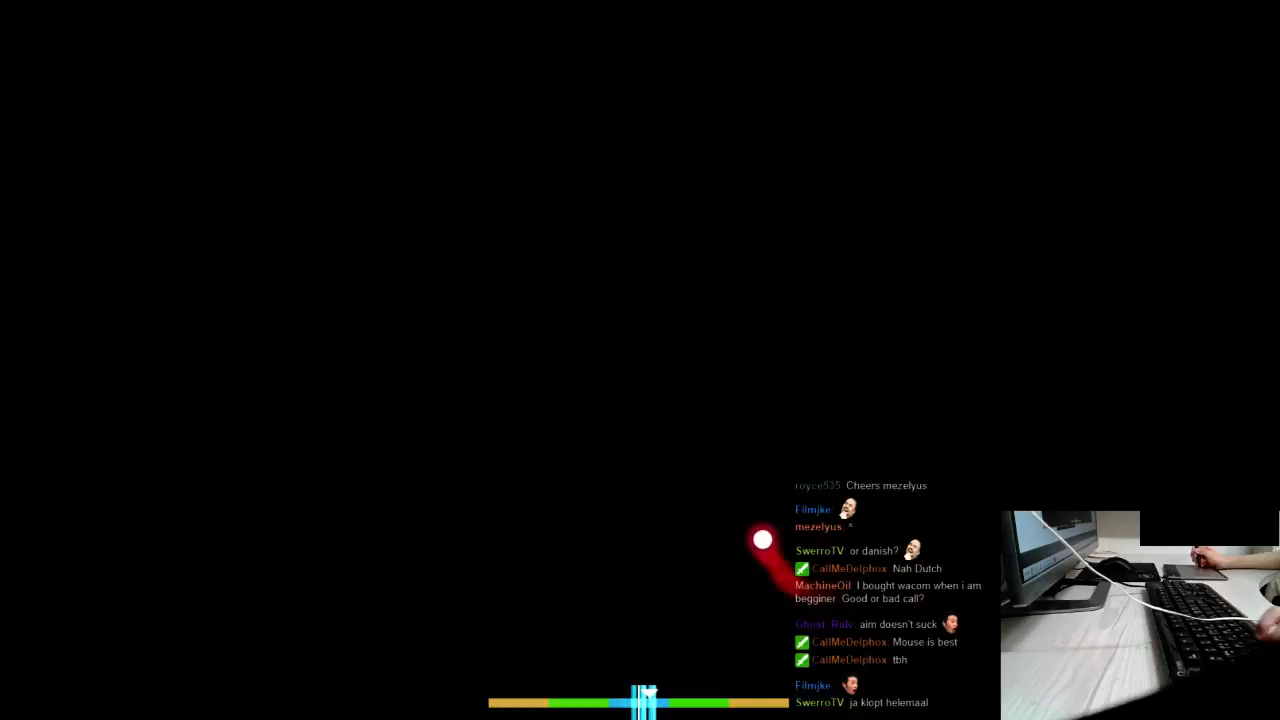 royce535 Cheers mezelyus
Filmjke:
mezelyus: ^
SwerroTV or danish?
CallMeDelphox: Nah Dutch
MachineOil I bought wacom when i am
begginer Good or bad call?
Ghost_Rule: aim doesn't suck
CallMeDelphox: Mouse is best
CallMeDelphox: tbh
Filmjke
SwerroTV ja klopt helemaal